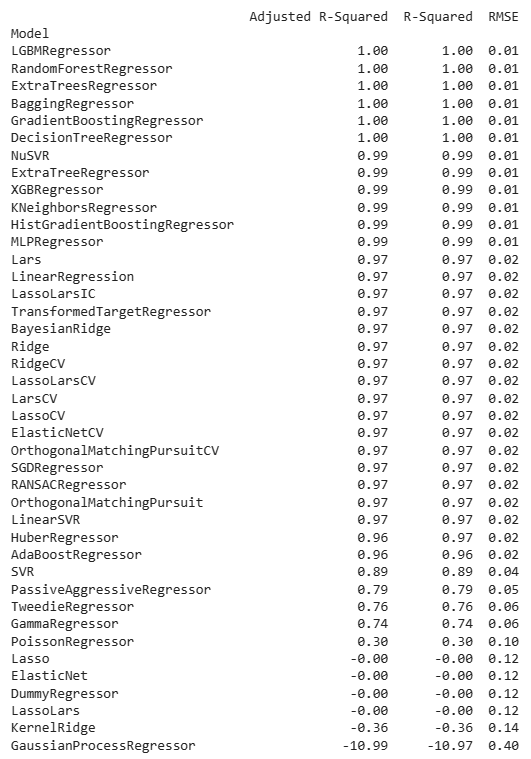 Adjusted R-Squared R-Squared RMSE
Model
LGBMRegressor 1.00 1.00 0.01
RandomForestRegressor 1.00 1.00 0.01
ExtraTreesRegressor 1.00 1.00 0.01
BaggingRegressor 1.00 1.00 0.01
GradientBoostingRegressor 1.00 1.00 0.01
DecisionTreeRegressor 1.00 1.00 0.01
NuSVR 0.99 0.99 0.01
ExtraTreeRegressor 0.99 0.99 0.01
XGBRegressor 0.99 0.99 0.01
KNeighborsRegressor 0.99 0.99 0.01
HistGradientBoostingRegressor 0.99 0.99 0.01
MLPRegressor 0.99 0.99 0.01
Lars 0.97 0.97 0.02
LinearRegression 0.97 0.97 0.02
LassoLarsIC 0.97 0.97 0.02
TransformedTargetRegressor 0.97 0.97 0.02
BayesianRidge 0.97 0.97 0.02
Ridge 0.97 0.97 0.02
RidgeCV 0.97 0.97 0.02
LassoLarsCV 0.97 0.97 0.02
LarsCV 0.97 0.97 0.02
LassoCV 0.97 0.97 0.02
ElasticNetCV 0.97 0.97 0.02
OrthogonalMatchingPursuitCV 0.97 0.97 0.02
SGDRegressor 0.97 0.97 0.02
RANSACRegressor 0.97 0.97 0.02
OrthogonalMatchingPursuit 0.97 0.97 0.02
LinearSVR 0.97 0.97 0.02
HuberRegressor 0.96 0.97 0.02
AdaBoostRegressor 0.96 0.96 0.02
SVR 0.89 0.89 0.04
PassiveAggressiveRegressor 0.79 0.79 0.05
TweedieRegressor 0.76 0.76 0.06
GammaRegressor 0.74 0.74 0.06
PoissonRegressor 0.30 0.30 0.10
Lasso -0.00 -0.00 0.12
ElasticNet -0.00 -0.00 0.12
DummyRegressor -0.00 -0.00 0.12
LassoLars -0.00 -0.00 0.12
KernelRidge -0.36 -0.36 0.14
GaussianProcessRegressor -10.99 -10.97 0.40